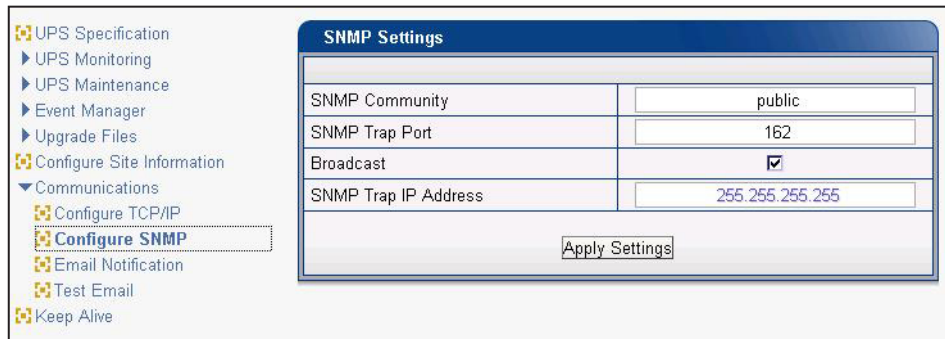 UPS Specification
UPS Monitoring
UPS Maintenance
Event Manager
Upgrade Files
Configure Site Information
Communications
Configure TCP/IP
Configure SNMP
Email Notification
Test Email
Keep Alive
SNMP Settings
SNMP Community public
SNMP Trap Port 162
Broadcast
SNMP Trap IP Address 255.255.255.255
Apply Settings